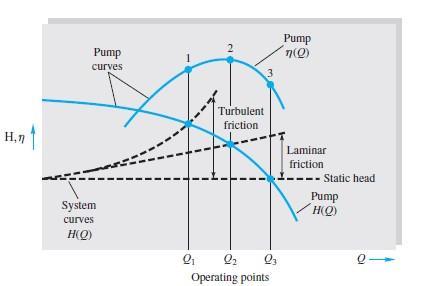 Pump
η(Q)
2
Pump
curves
1
3
Turbulent
friction
H, η
Laminar
friction
Static head
Pump
H(Q)
System
curves
H(Q)
Q1
Q2
Q3
Q
Operating points